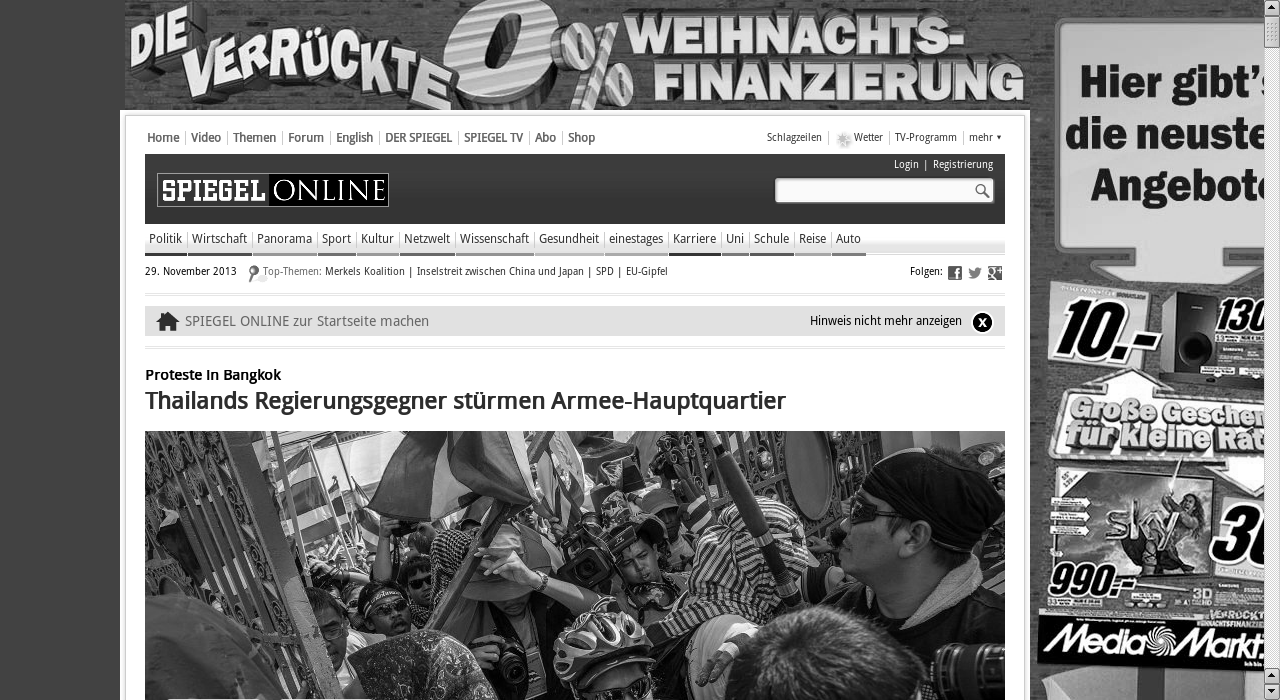 DIE VERRÜCKTE 0% WEIHNACHTS-
FINANZIERUNG
Hier gibt's
die neuste
Angebote
Home Video Themen Forum English DER SPIEGEL SPIEGEL TV Abo Shop
Schlagzeilen Wetter TV-Programm mehr
Login | Registrierung
SPIEGEL ONLINE
Politik Wirtschaft Panorama Sport Kultur Netzwelt Wissenschaft Gesundheit einestages Karriere Uni Schule Reise Auto
29. November 2013 Top-Themen: Merkels Koalition | Inselstreit zwischen China und Japan | SPD | EU-Gipfel
Folgen:
SPIEGEL ONLINE zur Startseite machen
Hinweis nicht mehr anzeigen X
Proteste in Bangkok
Thailands Regierungsgegner stürmen Armee-Hauptquartier
10.-
130
Große Geschen
für kleine Rat
SKY
3D
990.-
Media Markt